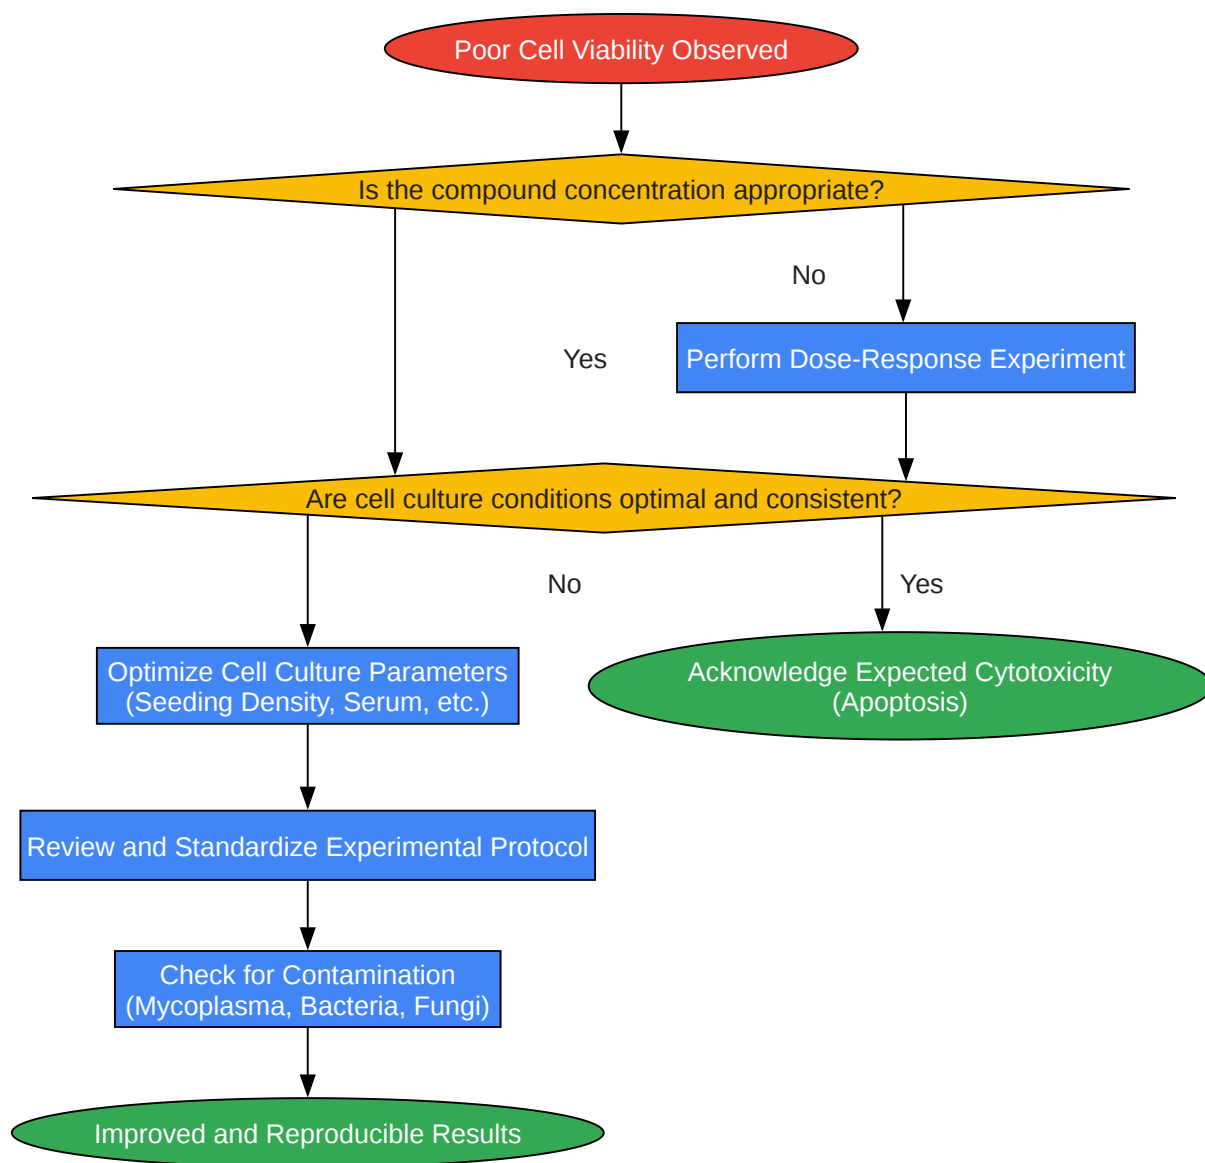 Poor Cell Viability Observed
Is the compound concentration appropriate?
No
Yes
Perform Dose-Response Experiment
Are cell culture conditions optimal and consistent?
No
Yes
Optimize Cell Culture Parameters
(Seeding Density, Serum, etc.)
Acknowledge Expected Cytotoxicity
(Apoptosis)
Review and Standardize Experimental Protocol
Check for Contamination
(Mycoplasma, Bacteria, Fungi)
Improved and Reproducible Results